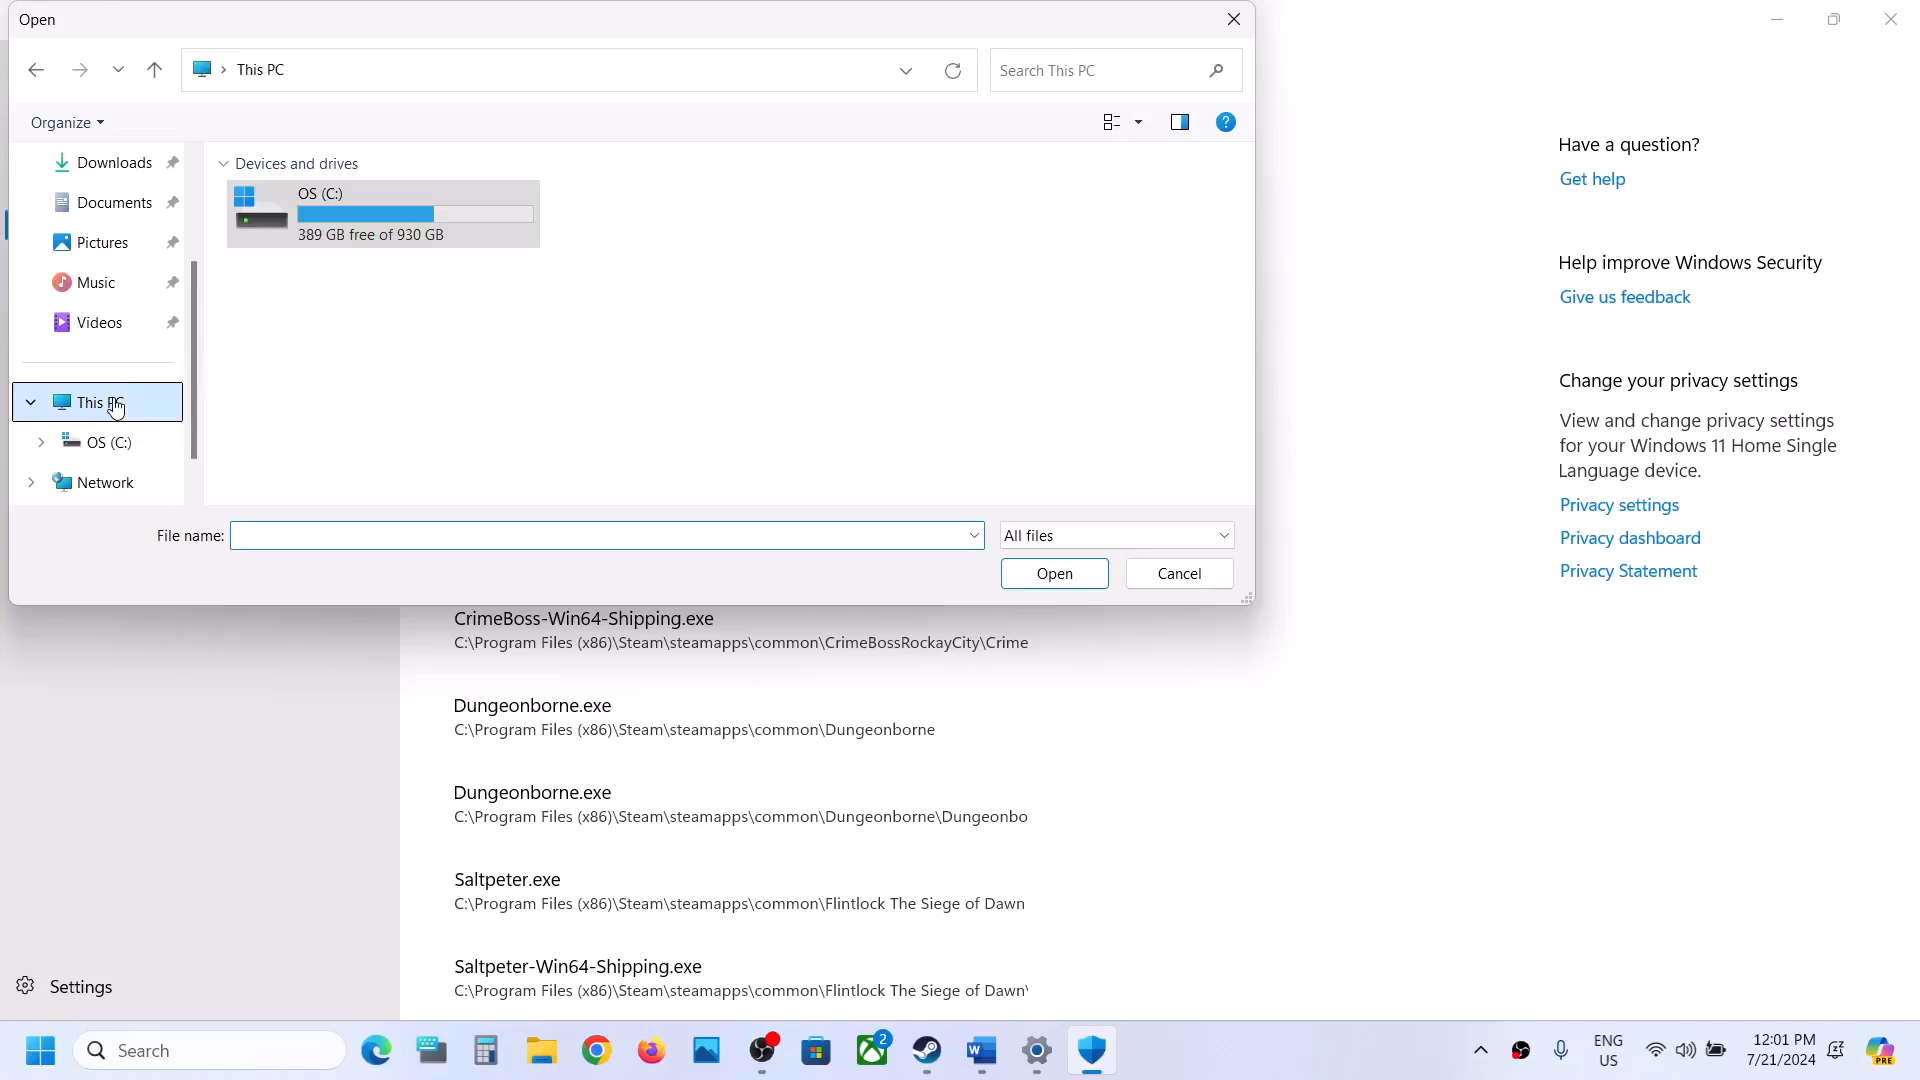 Open
This PC
Search This PC
Organize
Downloads
Documents
Pictures
Music
Videos
This PC
OS (C:)
Network
Devices and drives
OS (C:)
389 GB free of 930 GB
File name:
All files
Open
Cancel
Have a question?
Get help
Help improve Windows Security
Give us feedback
Change your privacy settings
View and change privacy settings
for your Windows 11 Home Single
Language device.
Privacy settings
Privacy dashboard
Privacy Statement
CrimeBoss-Win64-Shipping.exe
C:\Program Files (x86)\Steam\steamapps\common\CrimeBossRockayCity\Crime
Dungeonborne.exe
C:\Program Files (x86)\Steam\steamapps\common\Dungeonborne
Dungeonborne.exe
C:\Program Files (x86)\Steam\steamapps\common\Dungeonborne\Dungeonbo
Saltpeter.exe
C:\Program Files (x86)\Steam\steamapps\common\Flintlock The Siege of Dawn
Saltpeter-Win64-Shipping.exe
C:\Program Files (x86)\Steam\steamapps\common\Flintlock The Siege of Dawn\
Settings
Search
2
ENG
US
12:01 PM
7/21/2024
PRE